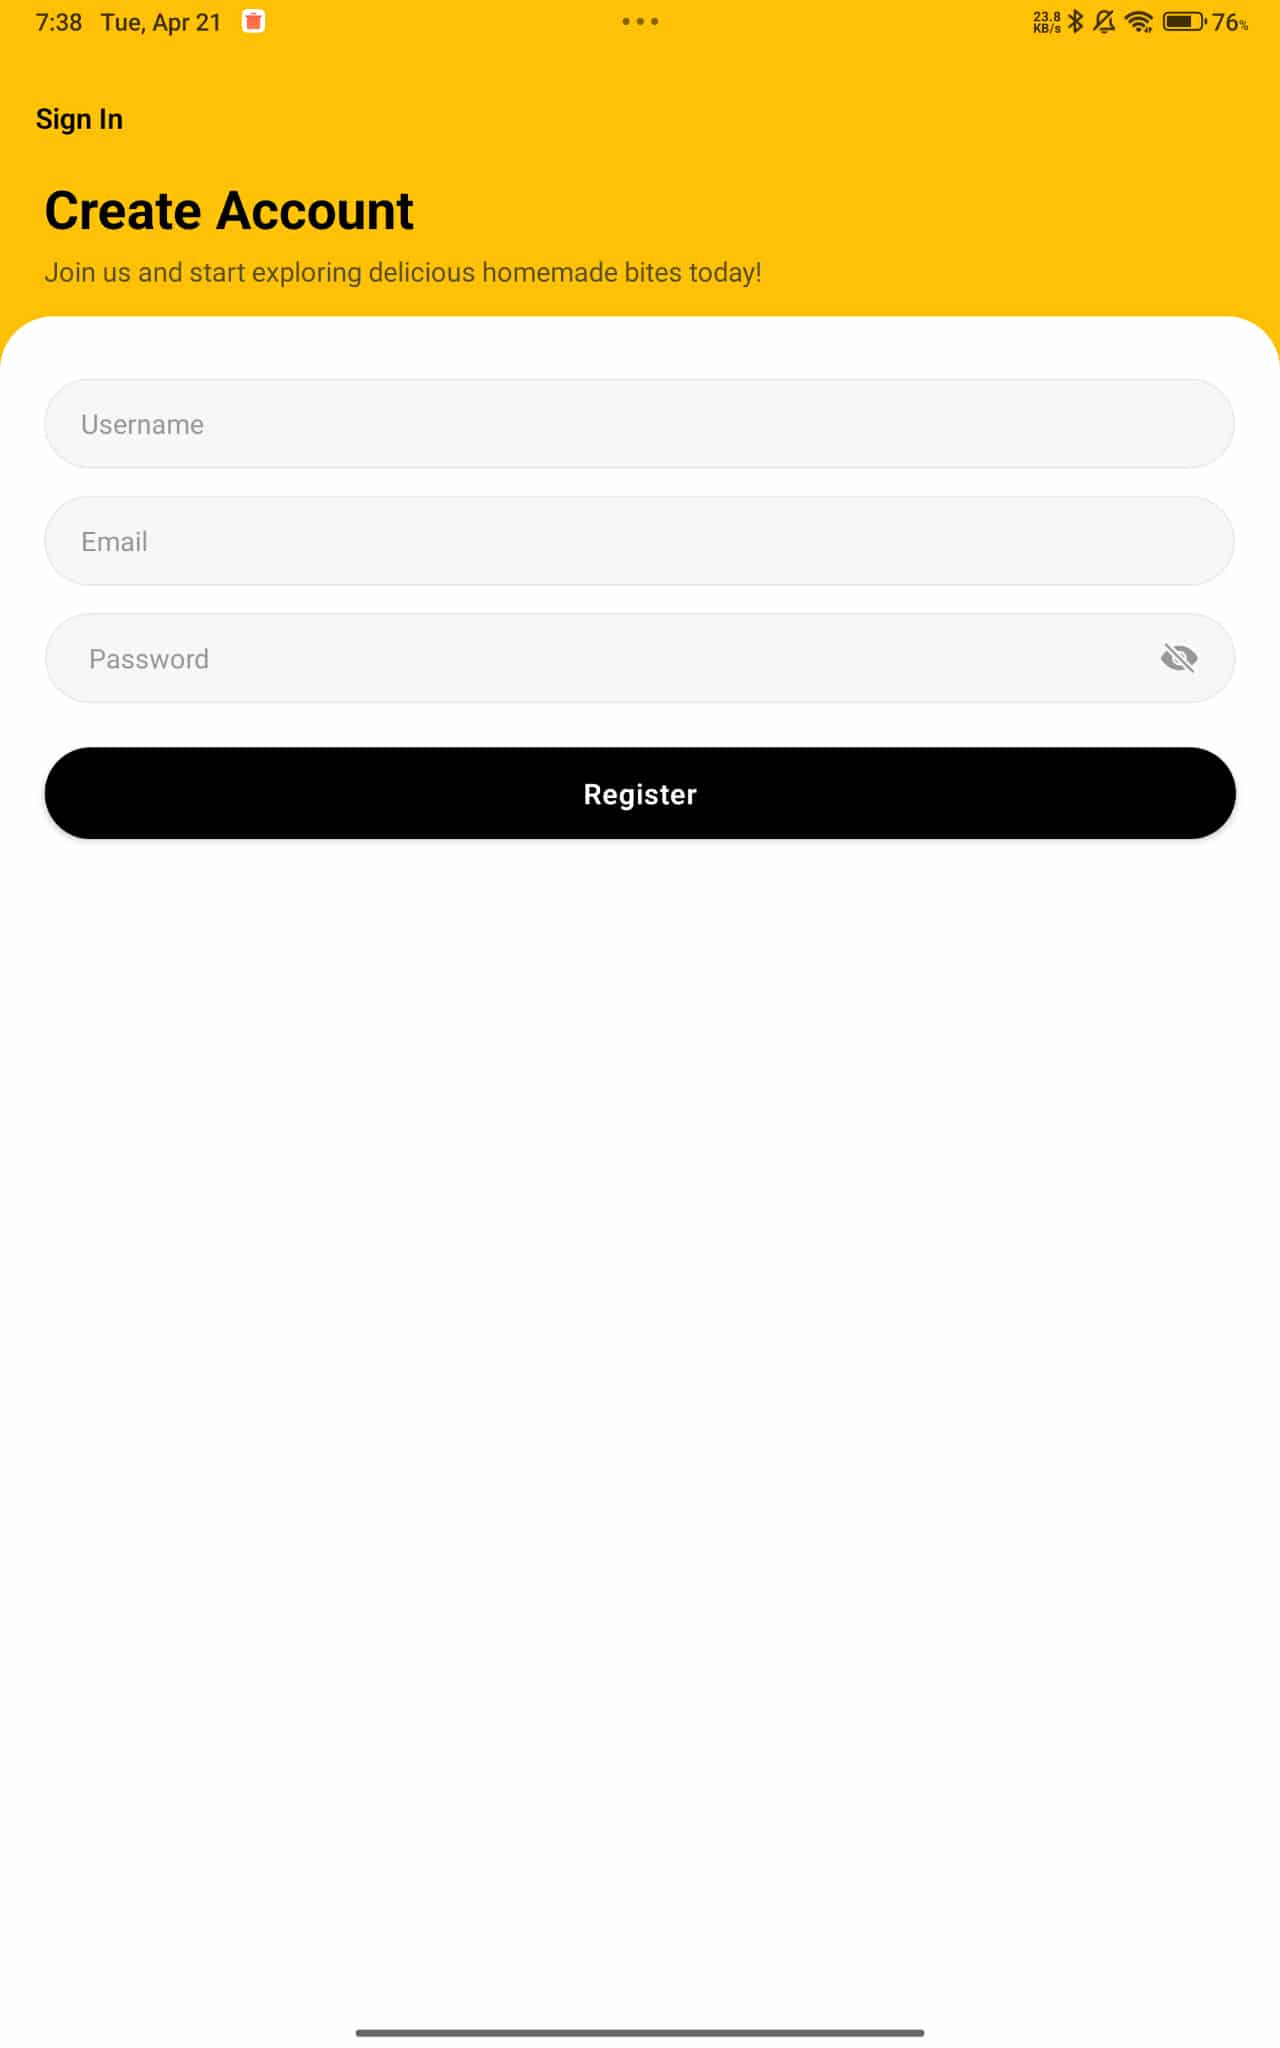 7:38 Tue, Apr 21
23.8
KB/s
76%
Sign In
Create Account
Join us and start exploring delicious homemade bites today!
Username
Email
Password
Register